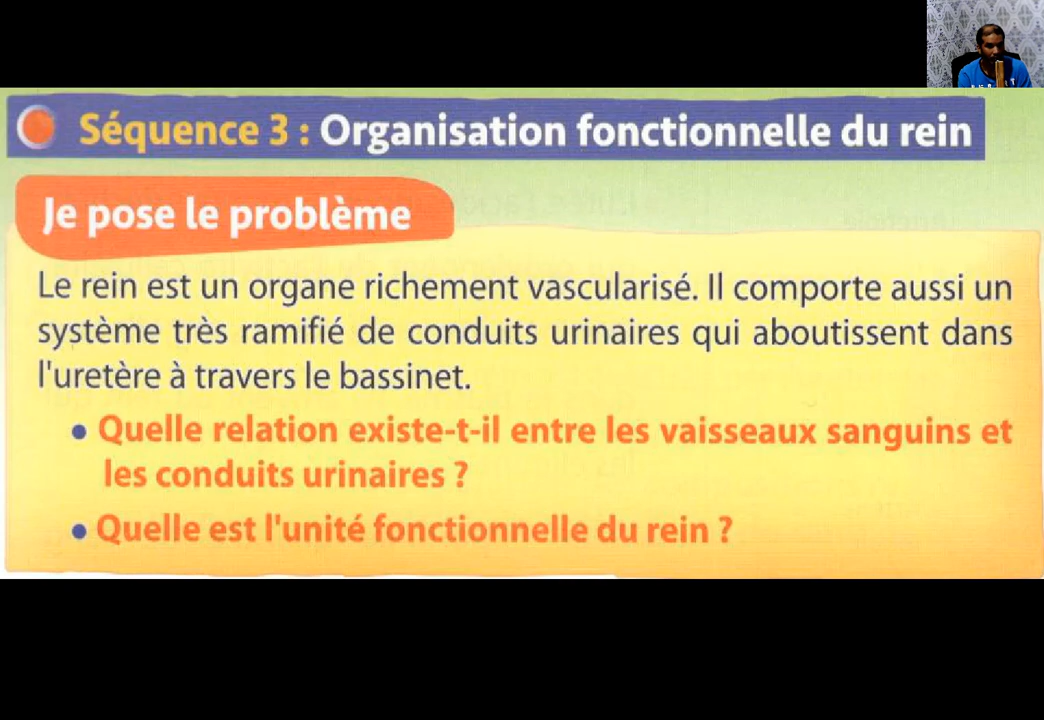 Séquence 3 : Organisation fonctionnelle du rein
Je pose le problème
Le rein est un organe richement vascularisé. Il comporte aussi un
système très ramifié de conduits urinaires qui aboutissent dans
l'uretère à travers le bassinet.
• Quelle relation existe-t-il entre les vaisseaux sanguins et
les conduits urinaires ?
• Quelle est l'unité fonctionnelle du rein ?